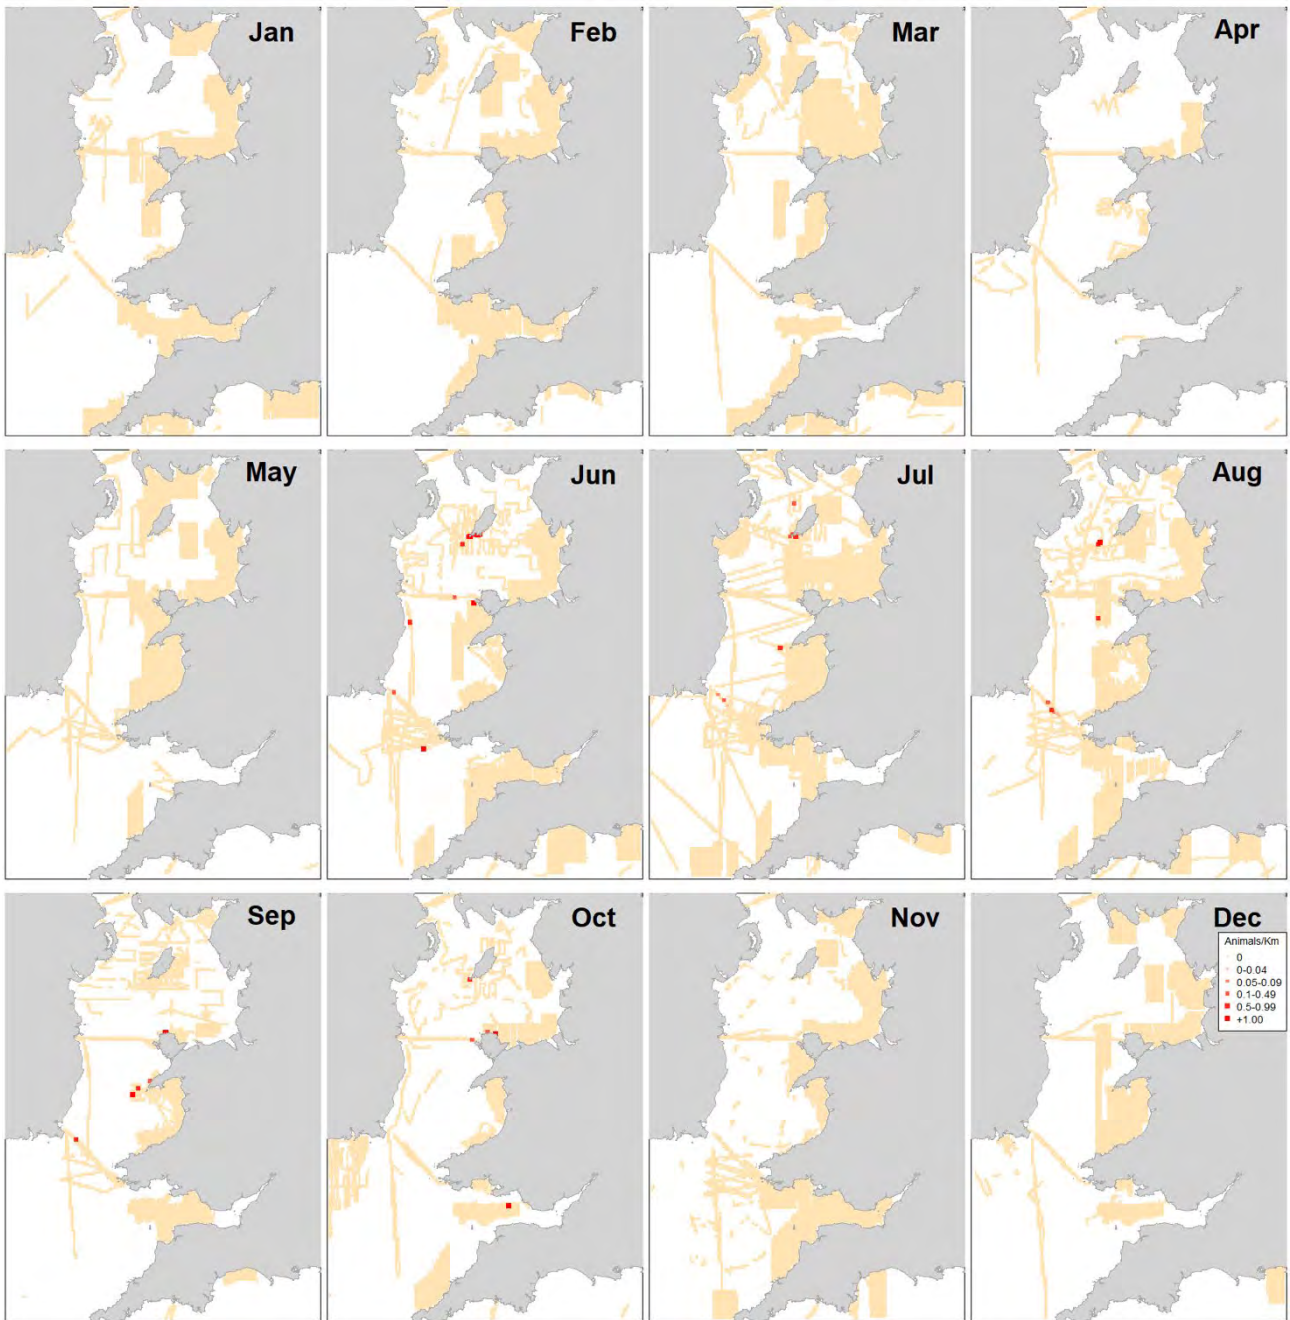 Jan
Feb
Mar
Apr
May
Jun
Jul
Aug
Sep
Oct
Nov
Dec
Animals/Km
0
0-0.04
0.05-0.09
0.1-0.49
0.5-0.99
+1.00